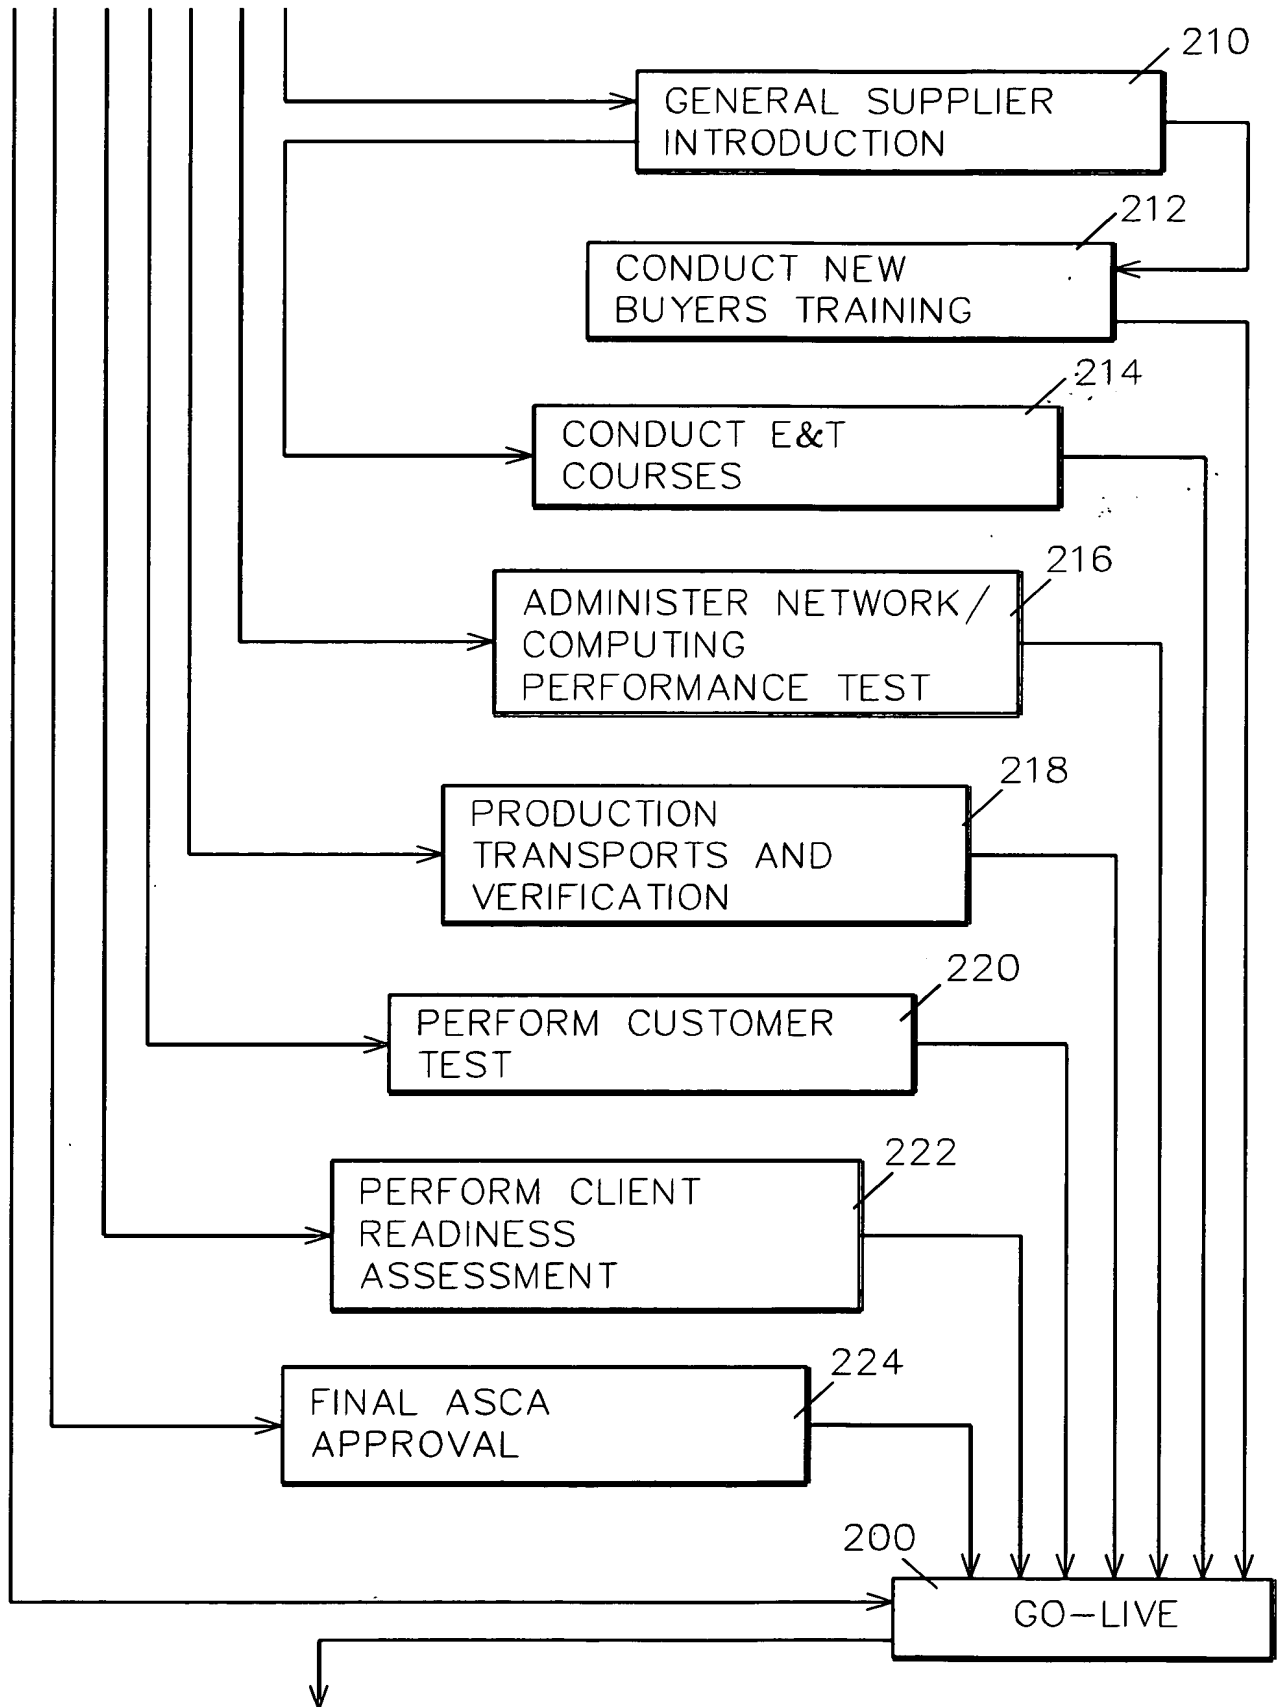 210
GENERAL SUPPLIER
INTRODUCTION
212
CONDUCT NEW
BUYERS TRAINING
214
CONDUCT E&T
COURSES
216
ADMINISTER NETWORK/
COMPUTING
PERFORMANCE TEST
218
PRODUCTION
TRANSPORTS AND
VERIFICATION
220
PERFORM CUSTOMER
TEST
222
PERFORM CLIENT
READINESS
ASSESSMENT
224
FINAL ASCA
APPROVAL
200
GO-LIVE